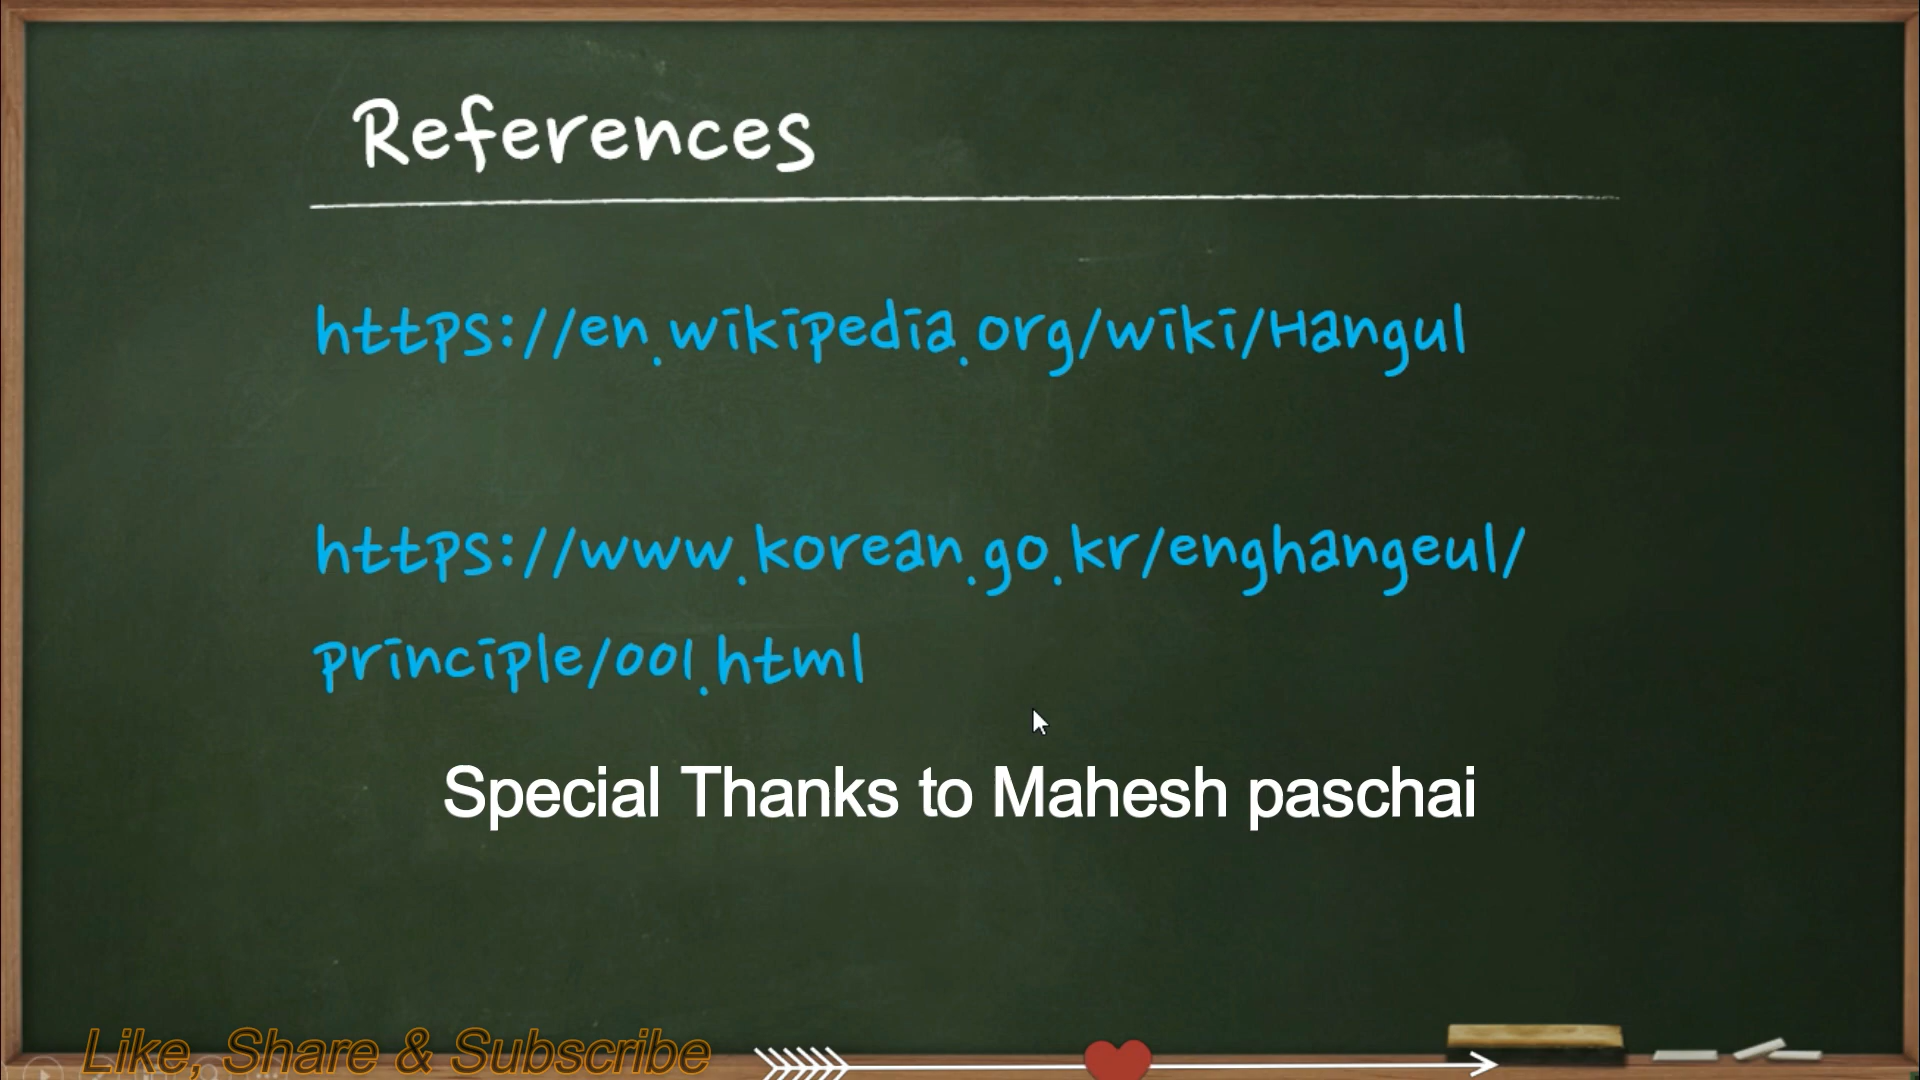 References
https://en.wikipedia.org/wiki/Hangul
https://www.korean.go.kr/enghangeul/
principle/001.html
Special Thanks to Mahesh paschai
Like, Share & Subscribe